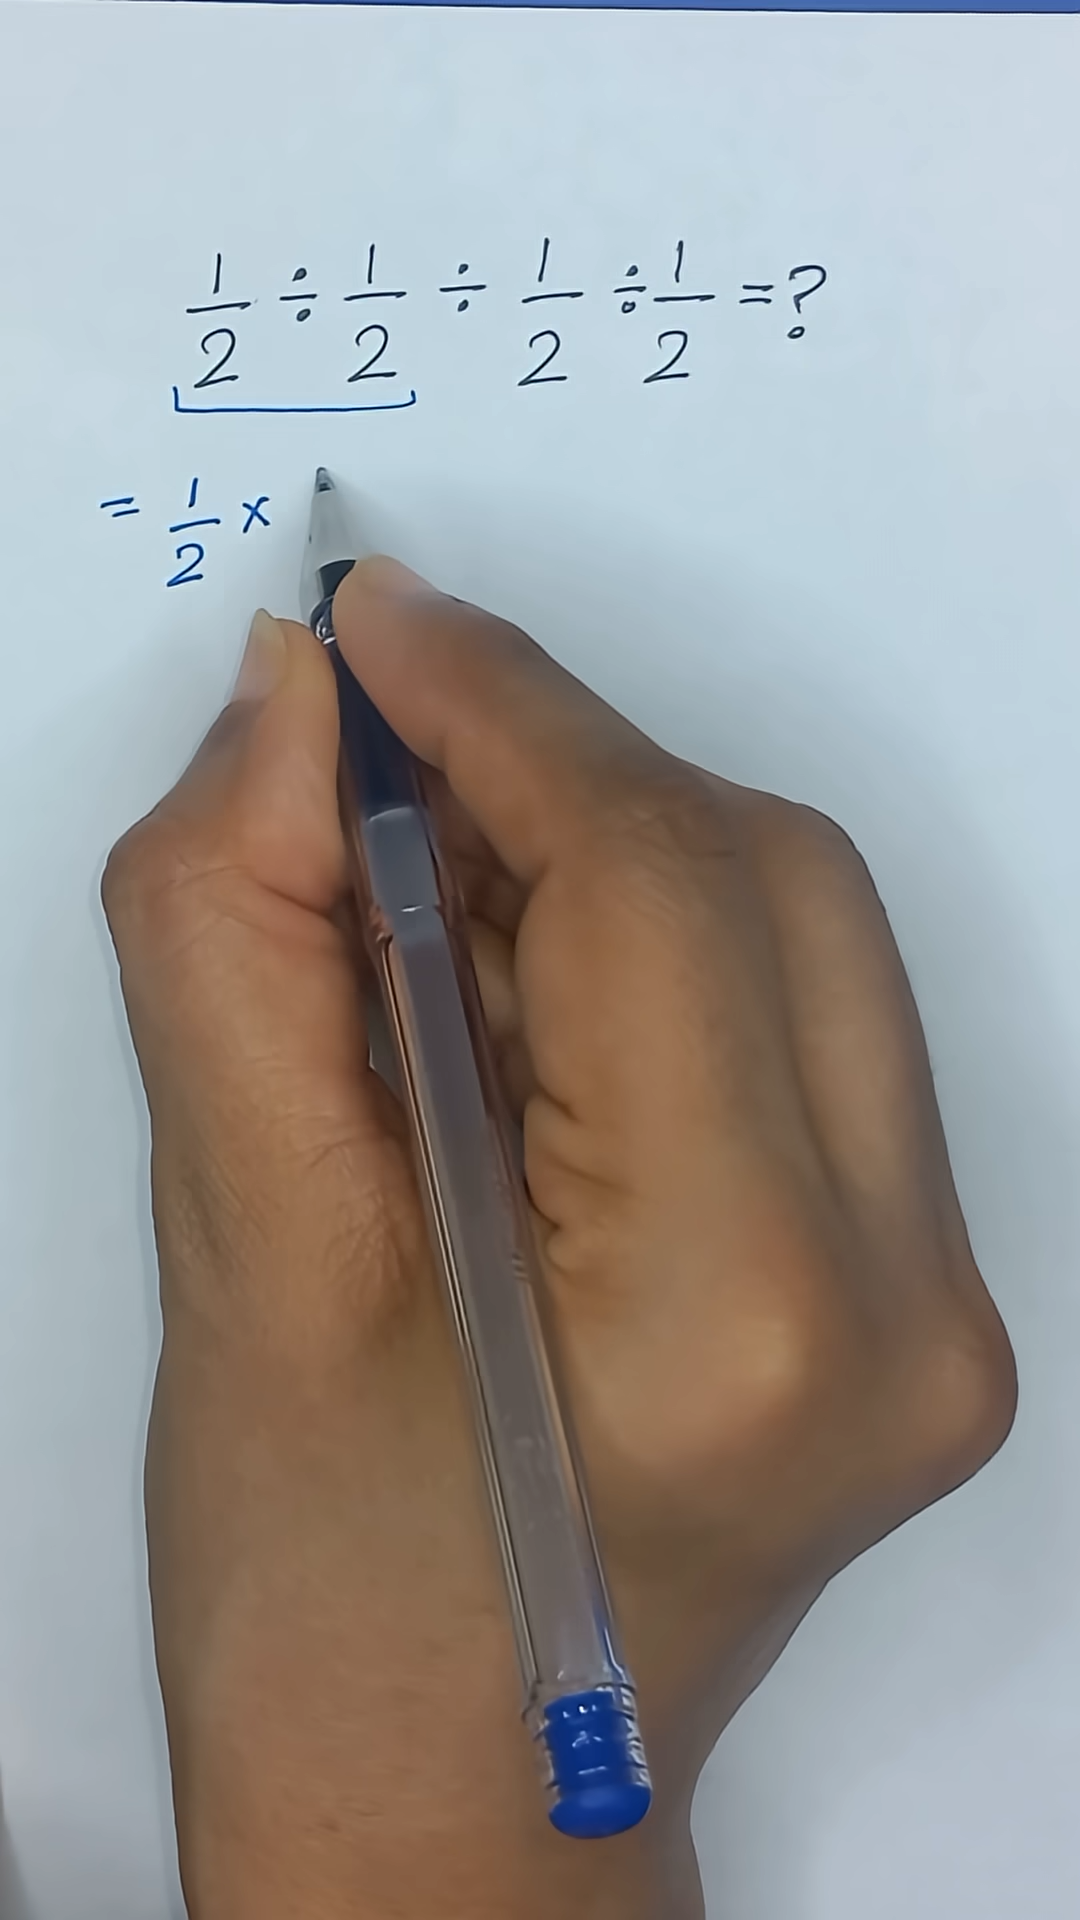 1/2 ÷ 1/2 ÷ 1/2 ÷ 1/2 = ?
= 1/2 ×